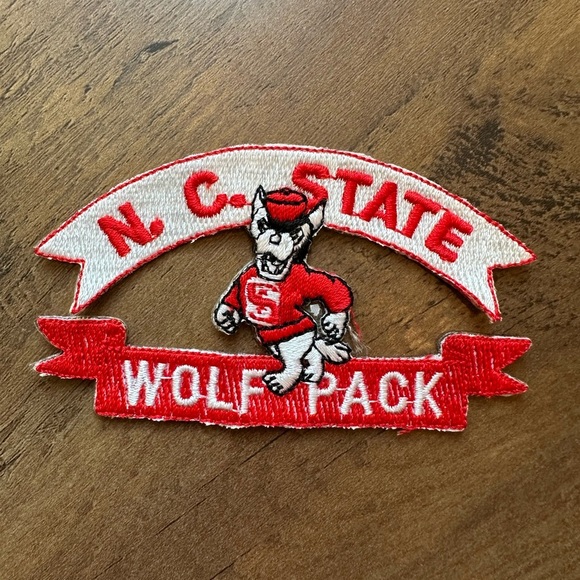 N. C. STATE
S
WOLF PACK